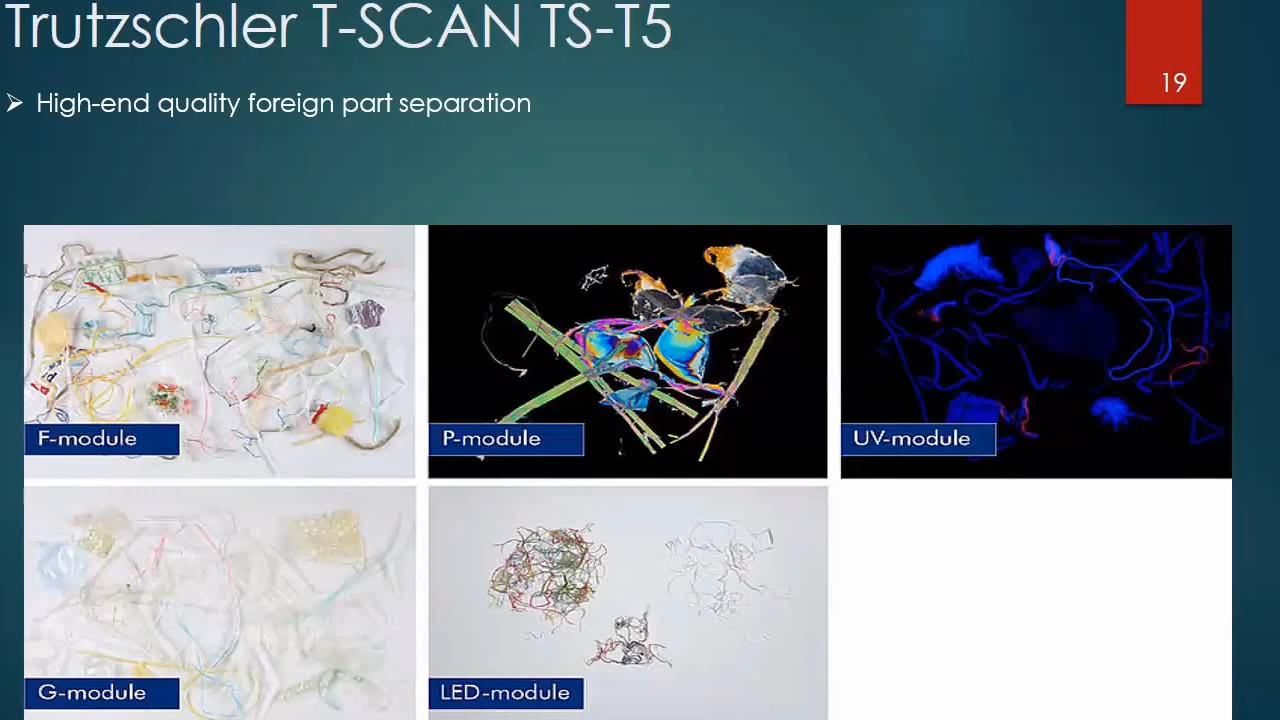 Trutzschler T-SCAN TS-T5
19
High-end quality foreign part separation
F-module
P-module
UV-module
G-module
LED-module